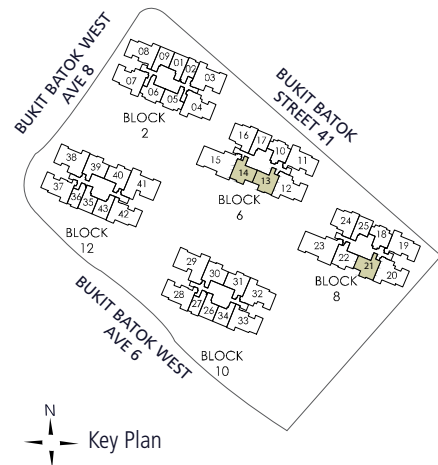 BUKIT BATOK WEST
AVE 8
08 09 01 02 03
07 06 05 04
BLOCK
2
BUKIT BATOK
STREET 41
16 17 10 11
15 14 13 12
BLOCK
6
38 39 40 41
37 36 35 43 42
BLOCK
12
24 25 18 19
23 22 21 20
BLOCK
8
29 30 31 32
28 27 26 34 33
BLOCK
10
BUKIT BATOK WEST
AVE 6
N
Key Plan